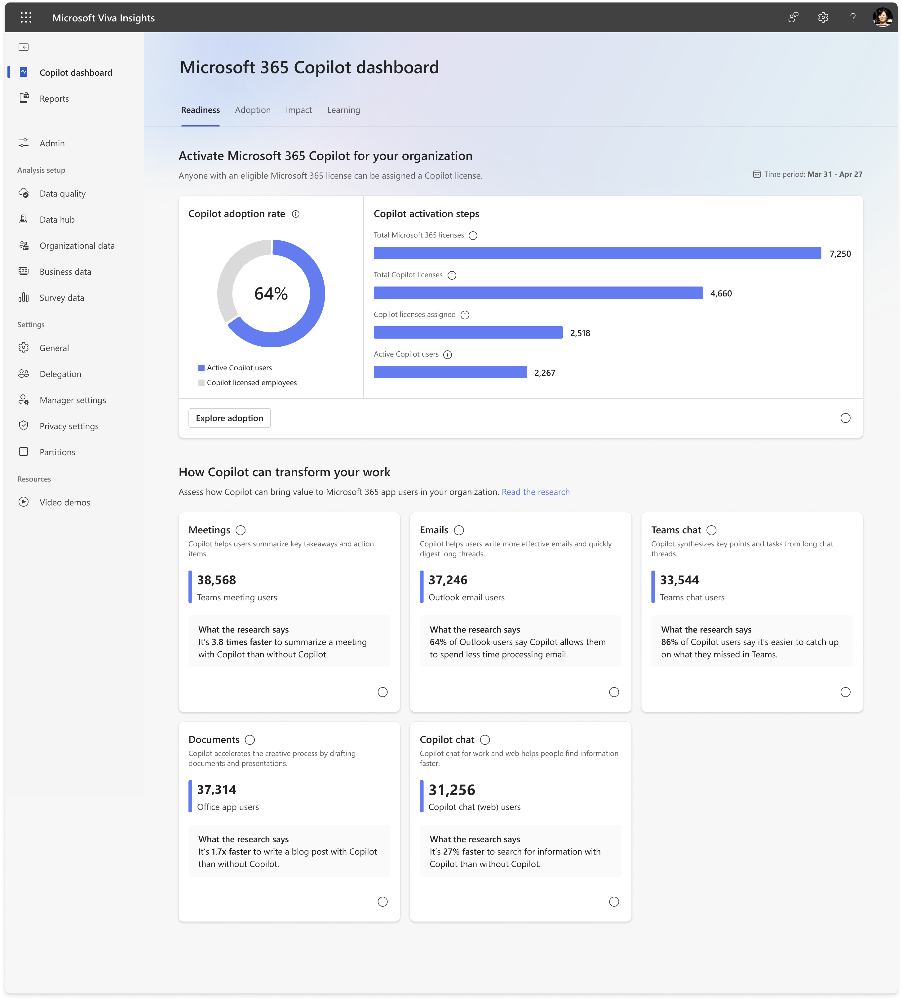 Microsoft Viva Insights
Copilot dashboard
Reports
Admin
Analysis setup
Data quality
Data hub
Organizational data
Business data
Survey data
Settings
General
Delegation
Manager settings
Privacy settings
Partitions
Resources
Video demos
Microsoft 365 Copilot dashboard
Readiness Adoption Impact Learning
Activate Microsoft 365 Copilot for your organization
Anyone with an eligible Microsoft 365 license can be assigned a Copilot license.
Time period: Mar 31 - Apr 27
Copilot adoption rate
64%
Active Copilot users
Copilot licensed employees
Copilot activation steps
Total Microsoft 365 licenses
7,250
Total Copilot licenses
4,660
Copilot licenses assigned
2,518
Active Copilot users
2,267
Explore adoption
How Copilot can transform your work
Assess how Copilot can bring value to Microsoft 365 app users in your organization. Read the research
Meetings
Copilot helps users summarize key takeaways and action
items.
38,568
Teams meeting users
What the research says
It’s 3.8 times faster to summarize a meeting
with Copilot than without Copilot.
Emails
Copilot helps users write more effective emails and quickly
digest long threads.
37,246
Outlook email users
What the research says
64% of Outlook users say Copilot allows them
to spend less time processing email.
Teams chat
Copilot synthesizes key points and tasks from long chat
threads.
33,544
Teams chat users
What the research says
86% of Copilot users say it's easier to catch up
on what they missed in Teams.
Documents
Copilot accelerates the creative process by drafting
documents and presentations.
37,314
Office app users
What the research says
It’s 1.7x faster to write a blog post with Copilot
than without Copilot.
Copilot chat
Copilot chat for work and web helps people find information
faster.
31,256
Copilot chat (web) users
What the research says
It’s 27% faster to search for information with
Copilot than without Copilot.